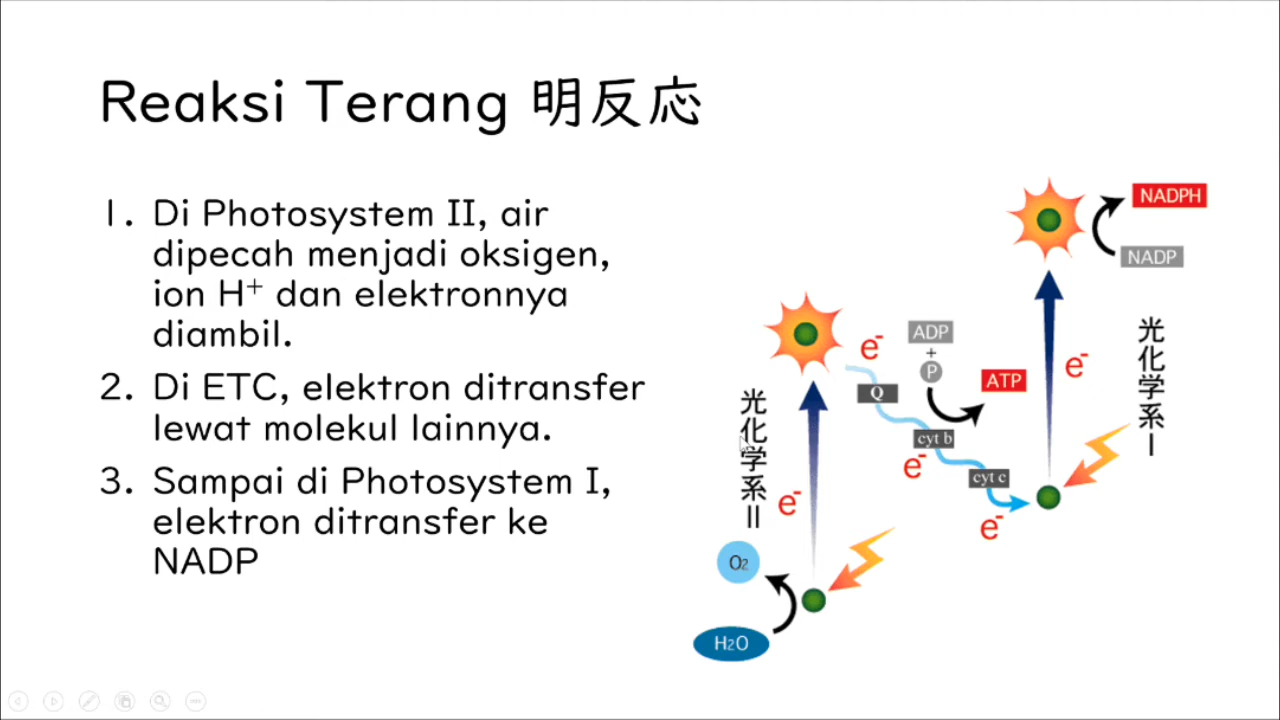 Reaksi Terang 明反応
1. Di Photosystem II, air
dipecah menjadi oksigen,
ion H⁺ dan elektronnya
diambil.
2. Di ETC, elektron ditransfer
lewat molekul lainnya.
3. Sampai di Photosystem I,
elektron ditransfer ke
NADP
NADPH
NADP
光化学系I
e⁻
ADP
+
P
ATP
e⁻
Q
cyt b
e⁻
cyt c
e⁻
光化学系II
e⁻
O₂
H₂O